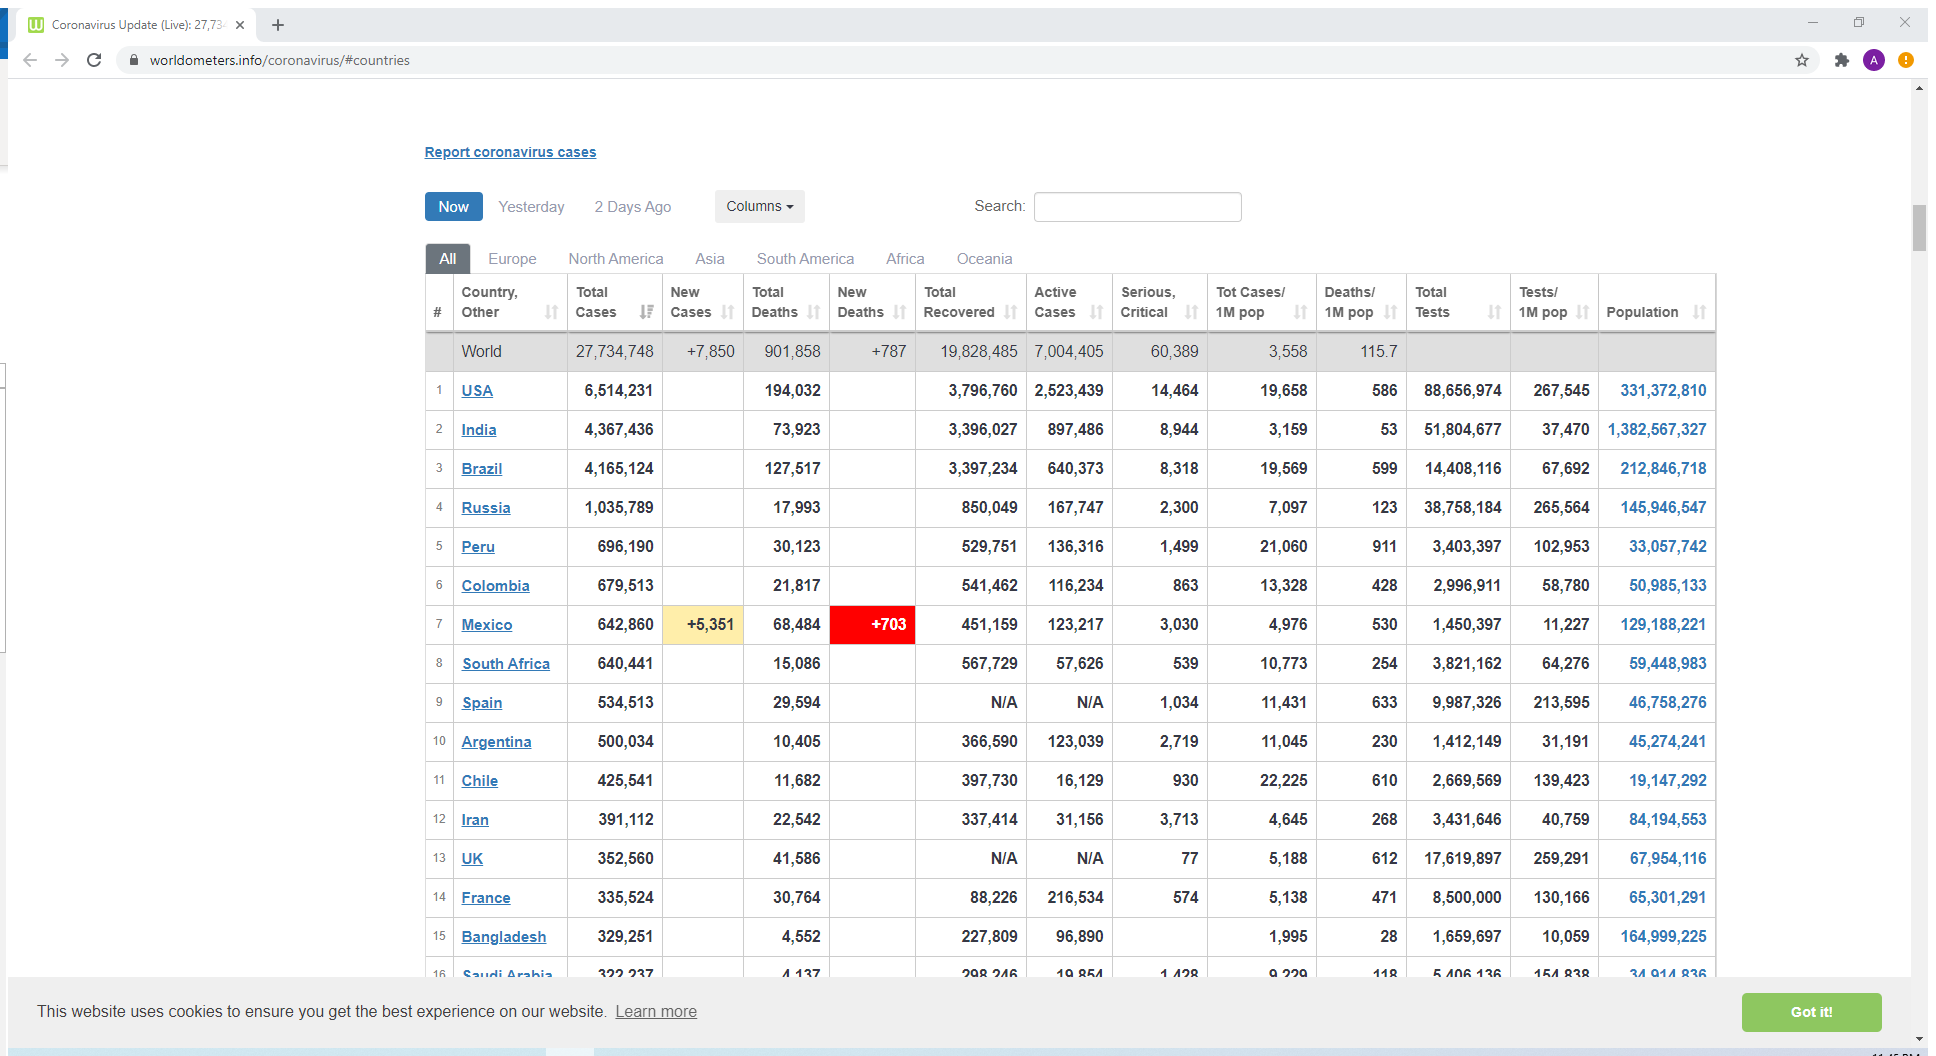 Coronavirus Update (Live): 27,73
worldometers.info/coronavirus/#countries
A
Report coronavirus cases
Now Yesterday 2 Days Ago Columns Search:
All Europe North America Asia South America Africa Oceania
# Country, Other Total Cases New Cases Total Deaths New Deaths Total Recovered Active Cases Serious, Critical Tot Cases/ 1M pop Deaths/ 1M pop Total Tests Tests/ 1M pop Population
World 27,734,748 +7,850 901,858 +787 19,828,485 7,004,405 60,389 3,558 115.7
1 USA 6,514,231 194,032 3,796,760 2,523,439 14,464 19,658 586 88,656,974 267,545 331,372,810
2 India 4,367,436 73,923 3,396,027 897,486 8,944 3,159 53 51,804,677 37,470 1,382,567,327
3 Brazil 4,165,124 127,517 3,397,234 640,373 8,318 19,569 599 14,408,116 67,692 212,846,718
4 Russia 1,035,789 17,993 850,049 167,747 2,300 7,097 123 38,758,184 265,564 145,946,547
5 Peru 696,190 30,123 529,751 136,316 1,499 21,060 911 3,403,397 102,953 33,057,742
6 Colombia 679,513 21,817 541,462 116,234 863 13,328 428 2,996,911 58,780 50,985,133
7 Mexico 642,860 +5,351 68,484 +703 451,159 123,217 3,030 4,976 530 1,450,397 11,227 129,188,221
8 South Africa 640,441 15,086 567,729 57,626 539 10,773 254 3,821,162 64,276 59,448,983
9 Spain 534,513 29,594 N/A N/A 1,034 11,431 633 9,987,326 213,595 46,758,276
10 Argentina 500,034 10,405 366,590 123,039 2,719 11,045 230 1,412,149 31,191 45,274,241
11 Chile 425,541 11,682 397,730 16,129 930 22,225 610 2,669,569 139,423 19,147,292
12 Iran 391,112 22,542 337,414 31,156 3,713 4,645 268 3,431,646 40,759 84,194,553
13 UK 352,560 41,586 N/A N/A 77 5,188 612 17,619,897 259,291 67,954,116
14 France 335,524 30,764 88,226 216,534 574 5,138 471 8,500,000 130,166 65,301,291
15 Bangladesh 329,251 4,552 227,809 96,890 1,995 28 1,659,697 10,059 164,999,225
16 Saudi Arabia 322,237 4,137 298,246 19,854 1,428 9,229 118 5,406,136 154,838 34,914,836
This website uses cookies to ensure you get the best experience on our website. Learn more
Got it!